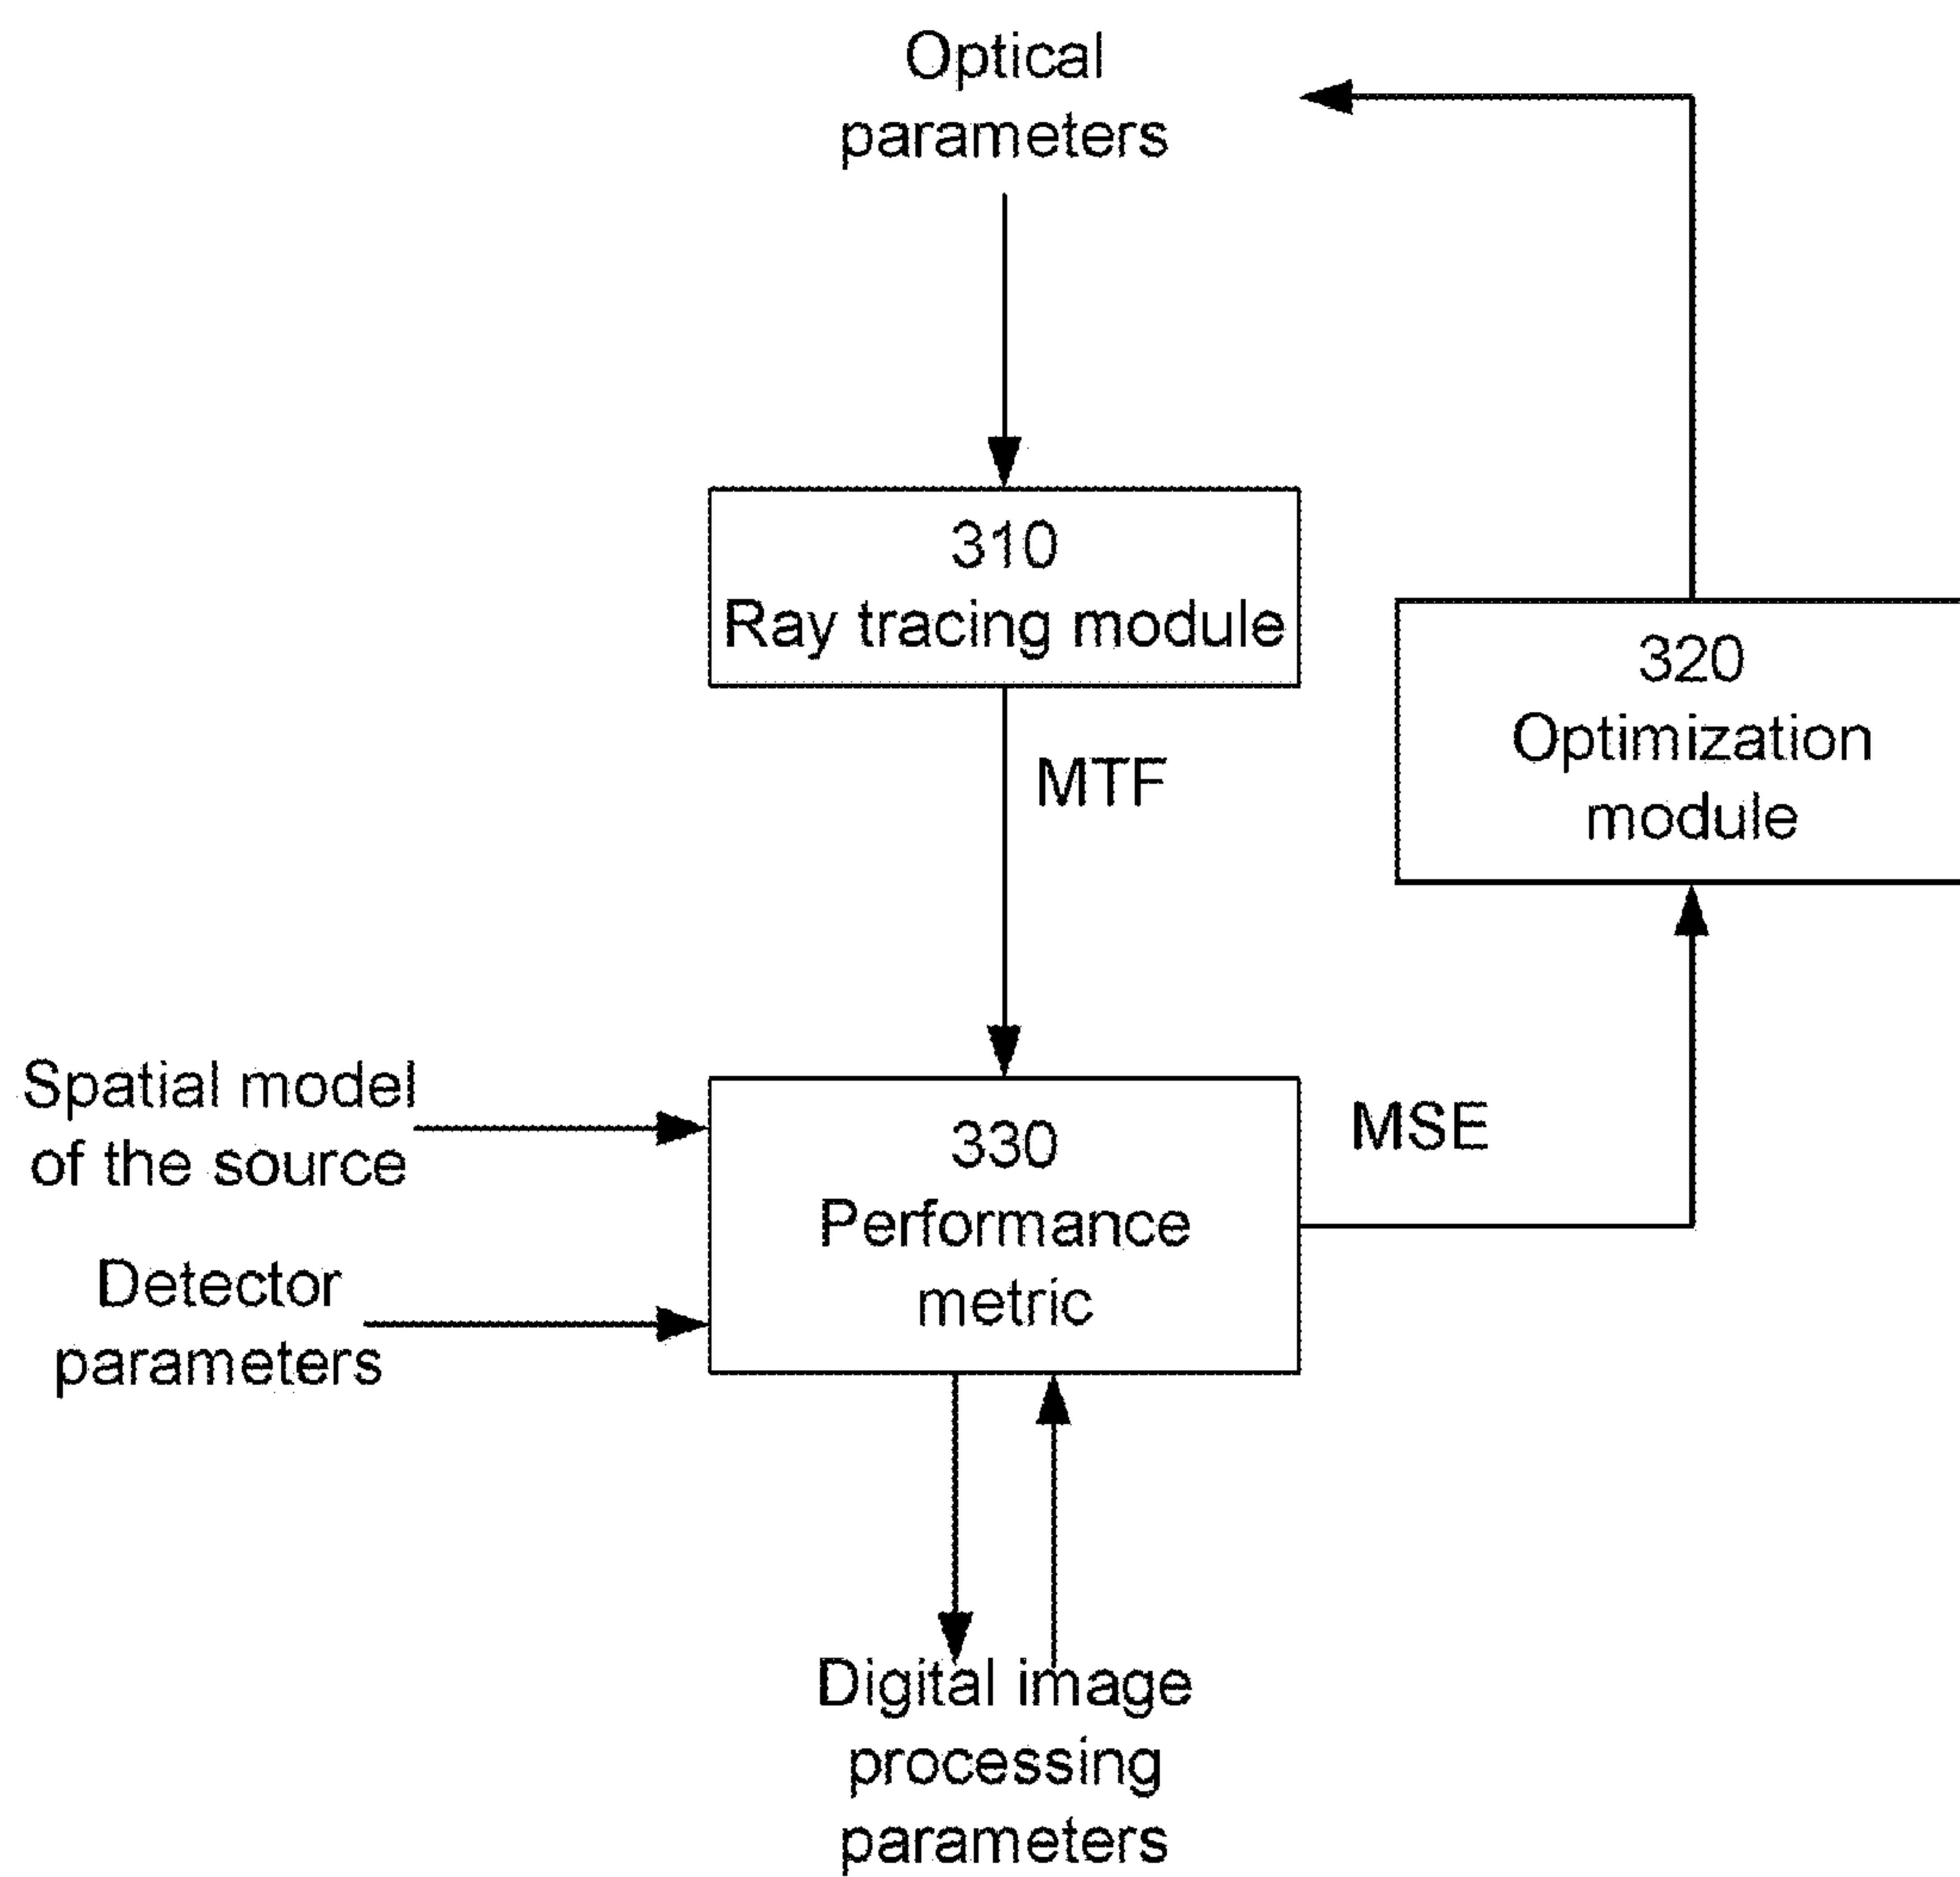 Optical
parameters
310
Ray tracing module
320
Optimization
module
MTF
Spatial model
of the source
330
Performance
metric
MSE
Detector
parameters
Digital image
processing
parameters